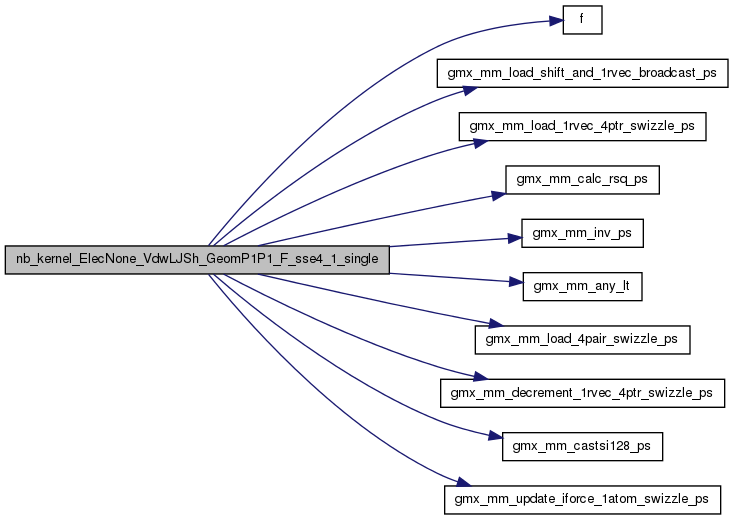 f
gmx_mm_load_shift_and_1rvec_broadcast_ps
gmx_mm_load_1rvec_4ptr_swizzle_ps
gmx_mm_calc_rsq_ps
gmx_mm_inv_ps
nb_kernel_ElecNone_VdwLJSh_GeomP1P1_F_sse4_1_single
gmx_mm_any_lt
gmx_mm_load_4pair_swizzle_ps
gmx_mm_decrement_1rvec_4ptr_swizzle_ps
gmx_mm_castsi128_ps
gmx_mm_update_iforce_1atom_swizzle_ps